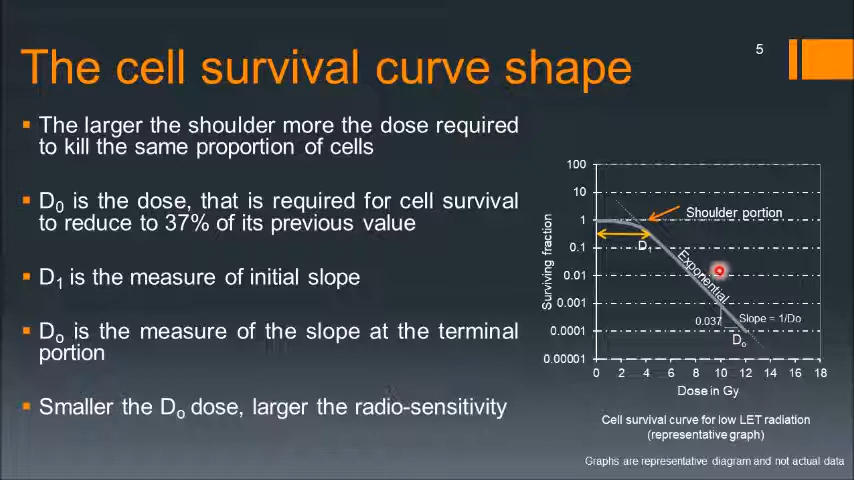 5
The cell survival curve shape
The larger the shoulder more the dose required
to kill the same proportion of cells
D0 is the dose, that is required for cell survival
to reduce to 37% of its previous value
D1 is the measure of initial slope
Do is the measure of the slope at the terminal
portion
Smaller the Do dose, larger the radio-sensitivity
100
10
1
0.1
0.01
0.001
0.0001
0.00001
Surviving fraction
Shoulder portion
D1
Exponential
0.037
Slope = 1/Do
Do
0 2 4 6 8 10 12 14 16 18
Dose in Gy
Cell survival curve for low LET radiation
(representative graph)
Graphs are representative diagram and not actual data